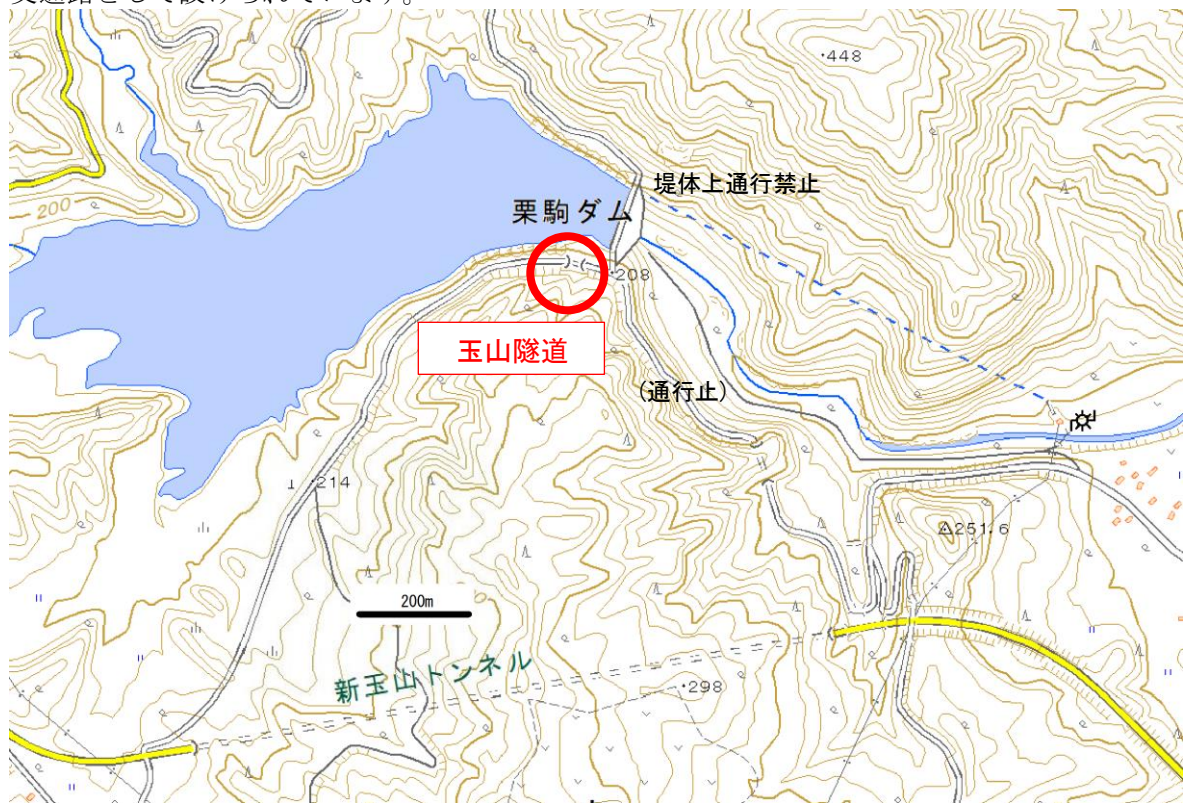 ・448
堤体上通行禁止
栗駒ダム
200
・208
玉山隧道
(通行止)
・214
251.6
200m
新玉山トンネル
・298